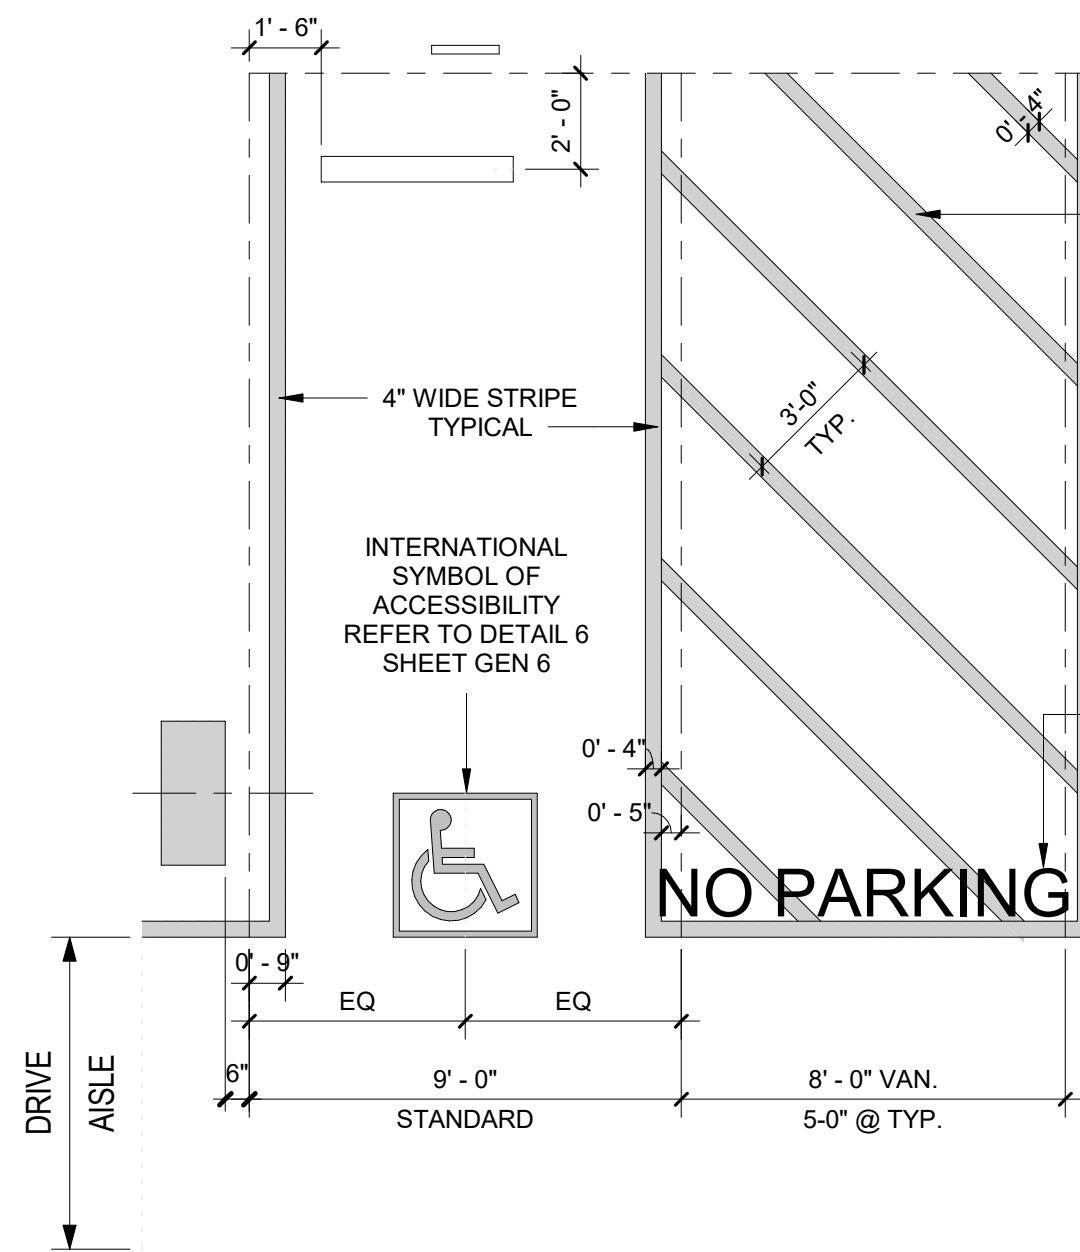 1' - 6"
2' - 0"
0' - 4"
4" WIDE STRIPE
TYPICAL
3'-0"
TYP.
INTERNATIONAL
SYMBOL OF
ACCESSIBILITY
REFER TO DETAIL 6
SHEET GEN 6
0' - 4"
0' - 5"
NO PARKING
0' - 9"
EQ
EQ
6"
9' - 0"
STANDARD
8' - 0" VAN.
5-0" @ TYP.
DRIVE
AISLE